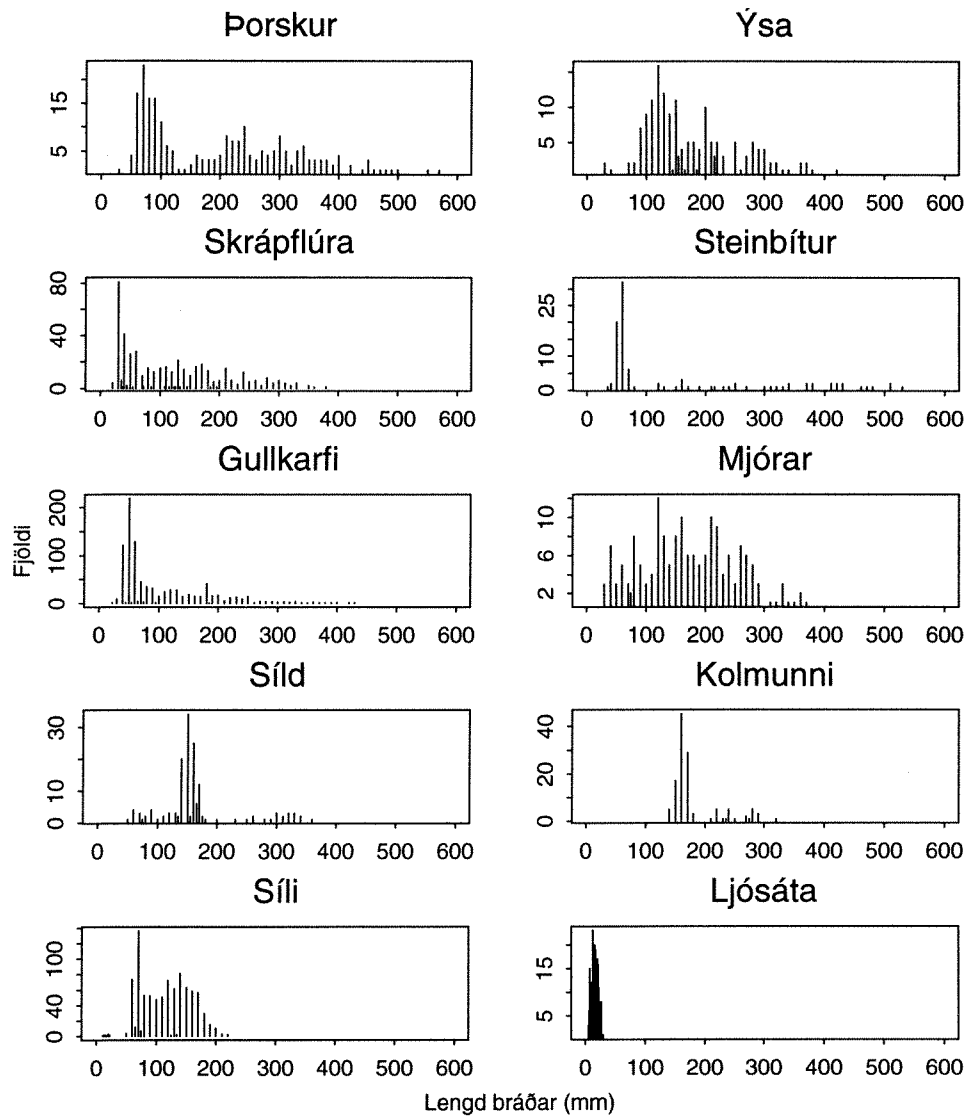 Þorskur
Ýsa
5 15
5 10
0 100 200 300 400 500 600
0 100 200 300 400 500 600
Skrápflúra
Steinbítur
0 40 80
0 10 25
0 100 200 300 400 500 600
0 100 200 300 400 500 600
Gullkarfi
Mjórar
Fjöldi
0 100 200
2 6 10
0 100 200 300 400 500 600
0 100 200 300 400 500 600
Síld
Kolmunni
0 10 30
0 20 40
0 100 200 300 400 500 600
0 100 200 300 400 500 600
Síli
Ljósáta
0 40 100
5 15
0 100 200 300 400 500 600
0 100 200 300 400 500 600
Lengd bráðar (mm)